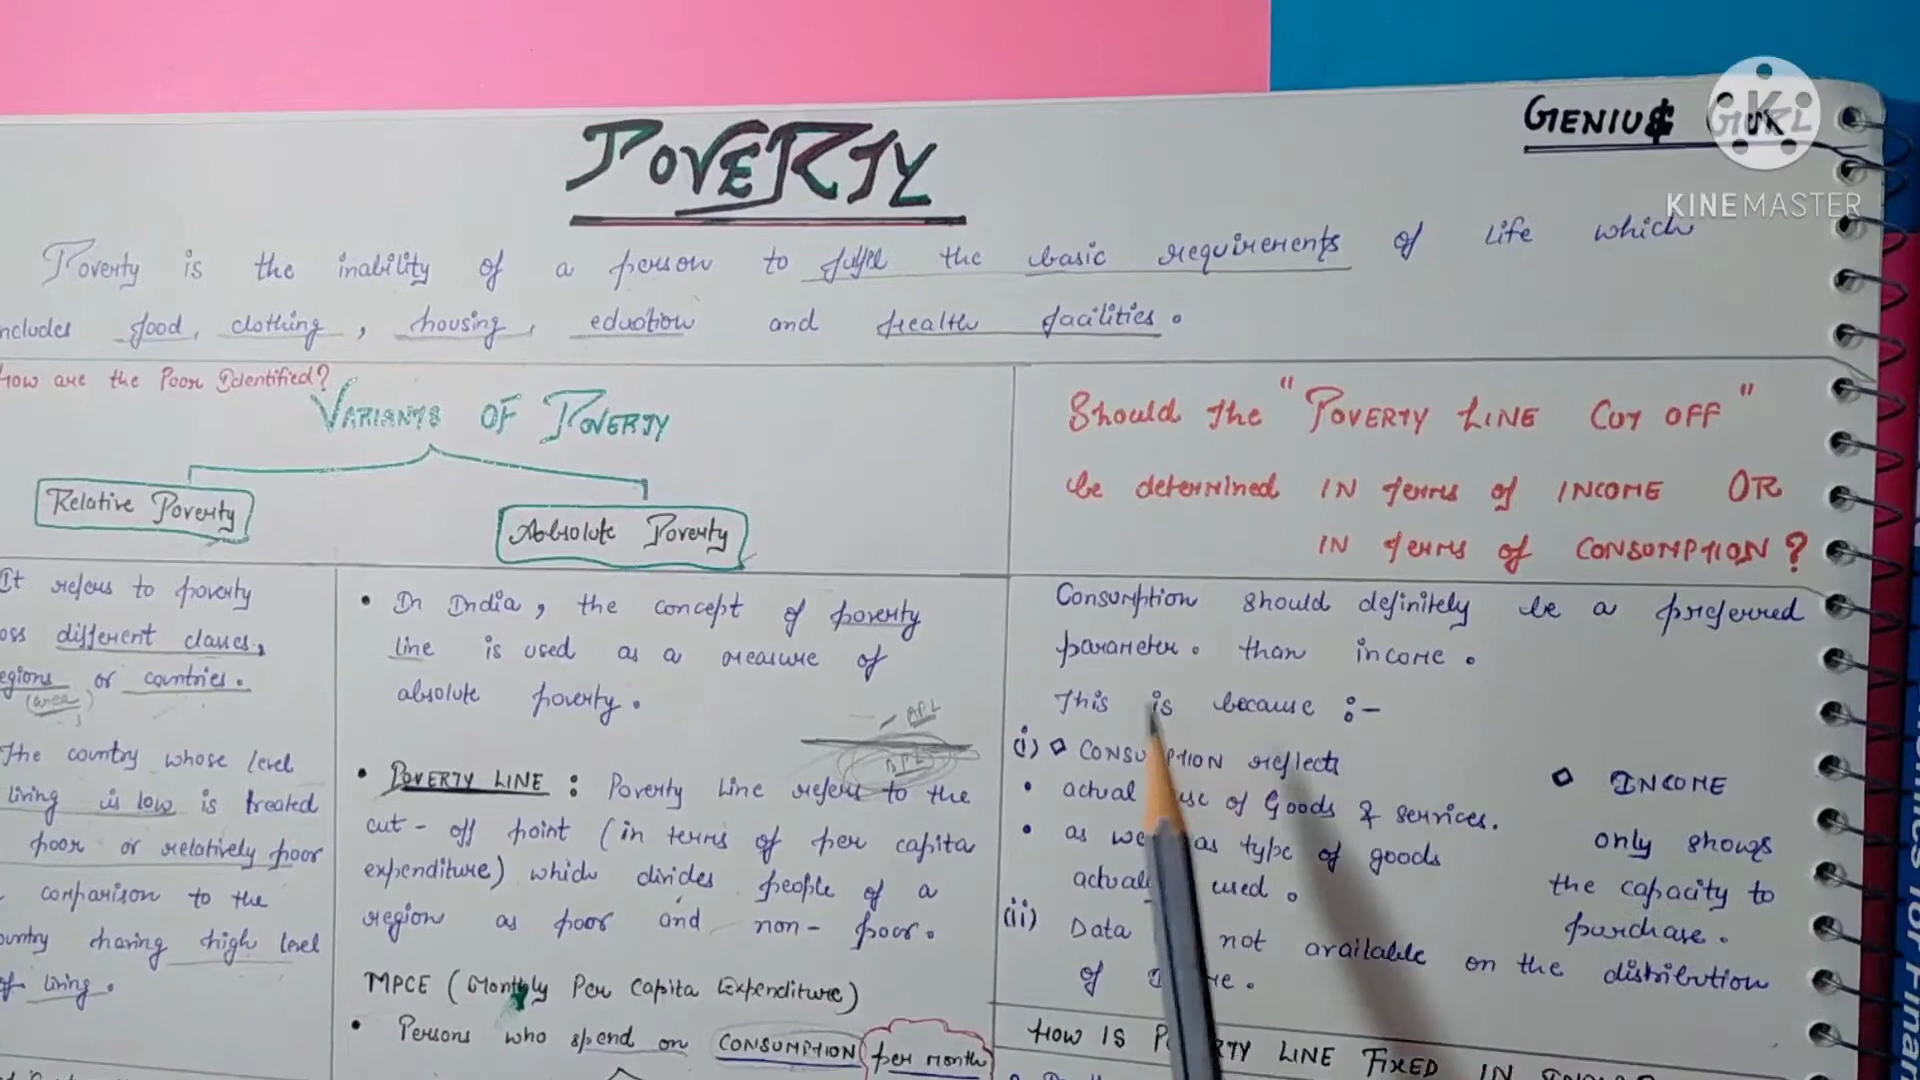 POVERTY
GENIUS
KINEMASTER
Poverty is the inability of a person to fulfil the basic requirements of life which
includes food, clothing, housing, eduction and health facilities.
How are the Poor Identified?
VARIANTS OF POVERTY
Relative Poverty
Absolute Poverty
It refers to poverty
different classes,
or countries.
(area)
The country whose level
living is low is treated
poor or relatively poor
comparison to the
having high level
of living.
• In India, the concept of poverty
line is used as a measure of
absolute poverty.
APL
BPL
• POVERTY LINE : Poverty Line refers to the
cut-off point (in terms of per capita
expenditure) which divides people of a
region as poor and non-poor.
MPCE (Monthly Per Capita Expenditure)
• Persons who spend on CONSUMPTION per month
Should the "POVERTY LINE CUT OFF"
be determined IN terms of INCOME OR
IN terms of CONSUMPTION?
Consumption should definitely be a preferred
parameter. than income.
This is because :-
(i) CONSUMPTION reflects
• actual use of Goods & services.
• as well as type of goods
actually used.
INCOME
only shows
the capacity to
purchase.
(ii) Data not available on the distribution
of
HOW IS POVERTY LINE FIXED IN